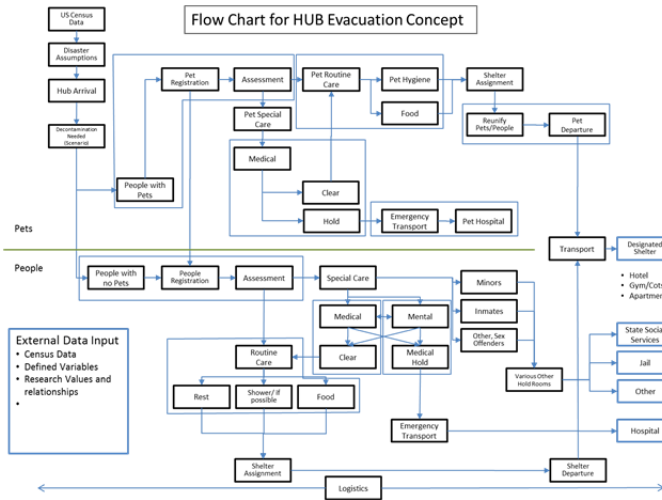 Flow Chart for HUB Evacuation Concept
US Census
Data
Disaster
Assumptions
Hub Arrival
Decontamination
Needed
(Scenario)
People with
Pets
Pet
Registration
Assessment
Pet Routine
Care
Pet Hygiene
Food
Shelter
Assignment
Reunify
Pets/People
Pet
Departure
Pet Special
Care
Medical
Clear
Hold
Emergency
Transport
Pet Hospital
Pets
People
People with
no Pets
People
Registration
Assessment
Special Care
Minors
Inmates
Other, Sex
Offenders
Medical
Mental
Clear
Medical
Hold
Routine
Care
Rest
Shower/ If
possible
Food
Various Other
Hold Rooms
Emergency
Transport
Transport
Designated
Shelter
• Hotel
• Gym/Cots
• Apartme
State Social
Services
Jail
Other
Hospital
External Data Input
• Census Data
• Defined Variables
• Research Values and
relationships
•
Shelter
Assignment
Shelter
Departure
Logistics